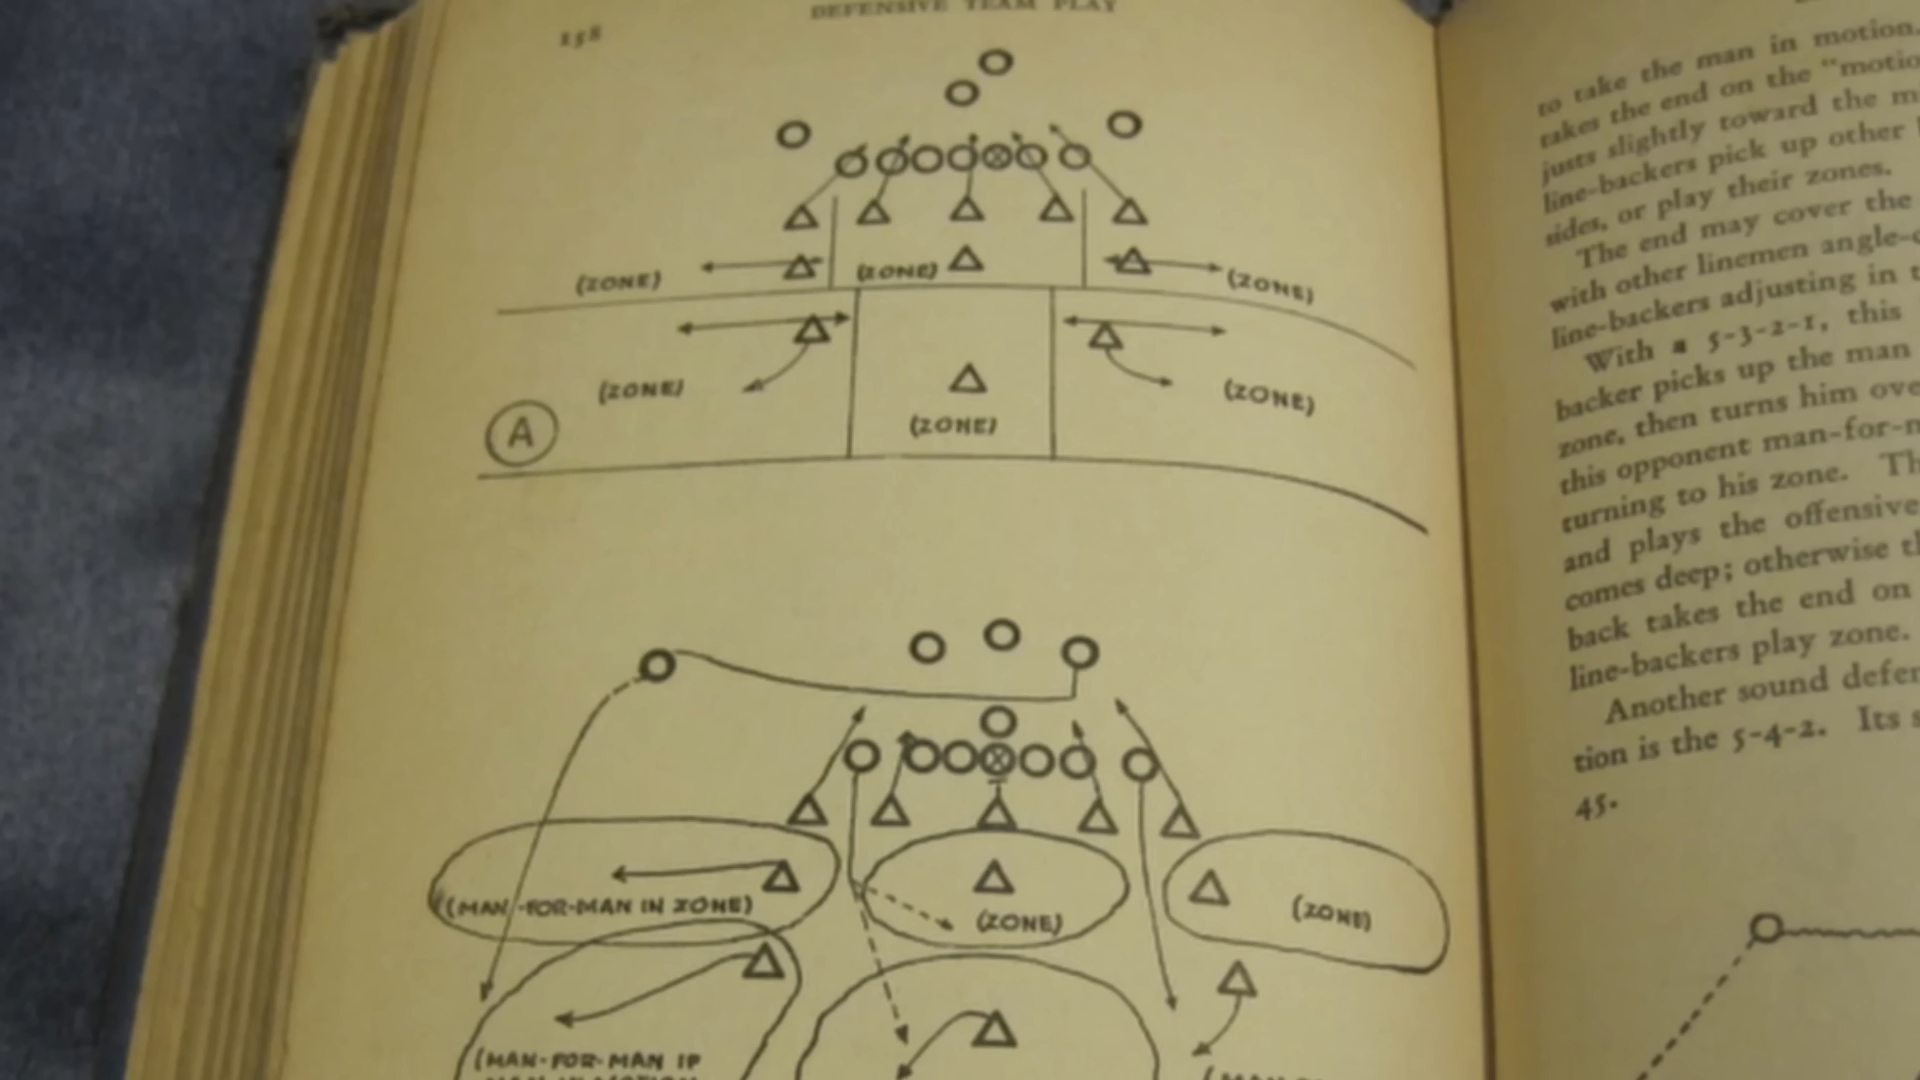 158
DEFENSIVE TEAM PLAY
(ZONE)
(ZONE)
(ZONE)
(ZONE)
(ZONE)
(ZONE)
A
(MAN-FOR-MAN IN ZONE)
(ZONE)
(ZONE)
(MAN-FOR-MAN IF
to take the man in motion.
takes the end on the "motio
justs slightly toward the m
line-backers pick up other
sides, or play their zones.
The end may cover the
with other linemen angle-c
line-backers adjusting in t
With a 5-3-2-1, this
backer picks up the man
zone, then turns him ove
this opponent man-for-m
turning to his zone. Th
and plays the offensive
comes deep; otherwise th
back takes the end on
line-backers play zone.
Another sound defen
tion is the 5-4-2. Its s
45.